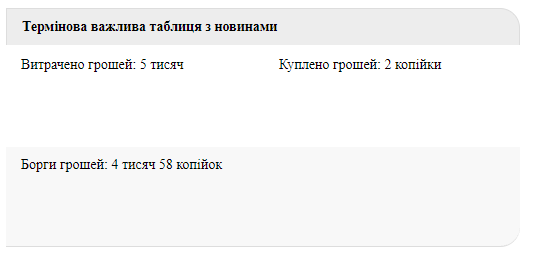 Термінова важлива таблиця з новинами
Витрачено грошей: 5 тисяч
Куплено грошей: 2 копійки
Борги грошей: 4 тисяч 58 копійок